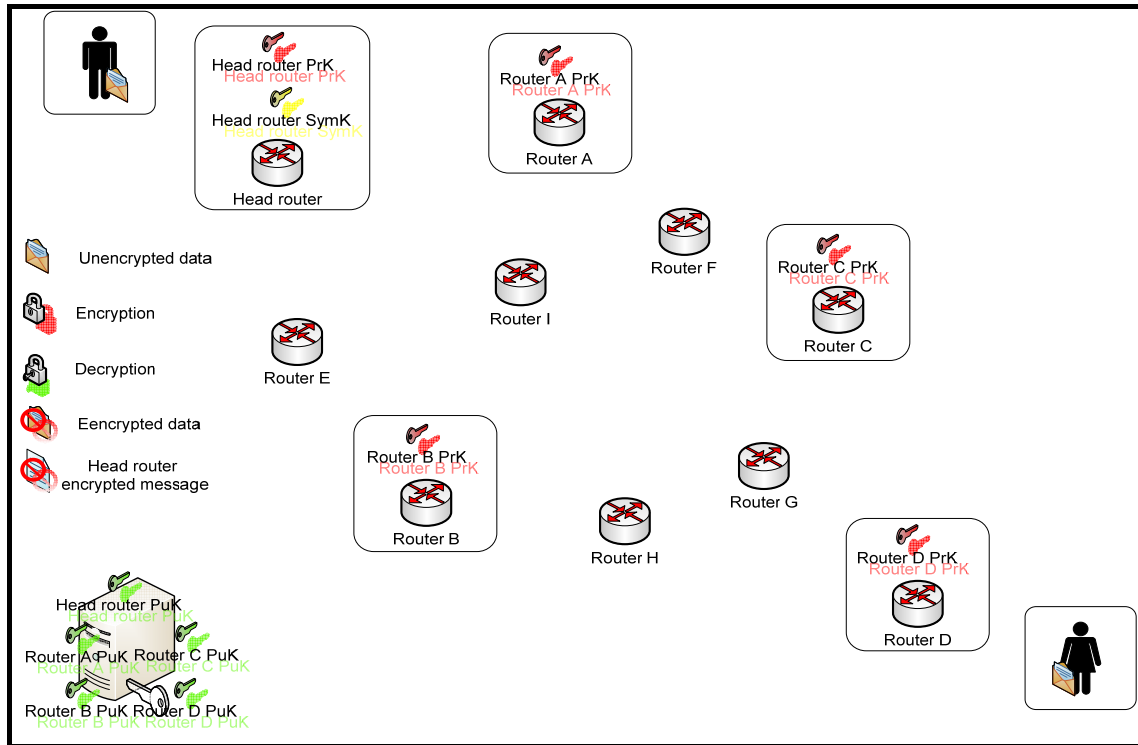 Head router PrK
Head router PrK
Head router SymK
Head router SymK
Head router
Router A PrK
Router A PrK
Router A
Router F
Router C PrK
Router C PrK
Router C
Router I
Router E
Unencrypted data
Encryption
Decryption
Eencrypted data
Head router
encrypted message
Router B PrK
Router B PrK
Router B
Router G
Router H
Router D PrK
Router D PrK
Router D
Head router PuK
Head router PuK
Router A PuK
Router A PuK
Router C PuK
Router C PuK
Router B PuK
Router B PuK
Router D PuK
Router D PuK